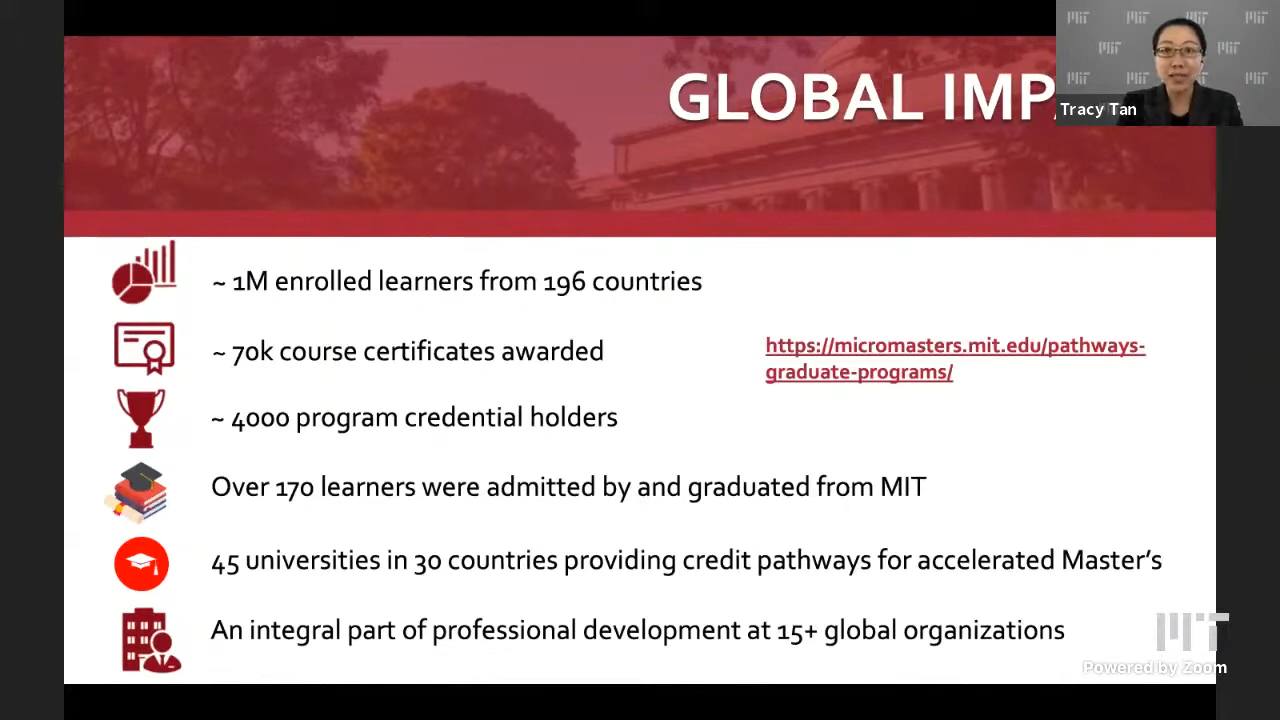 GLOBAL IMP
Tracy Tan
~ 1M enrolled learners from 196 countries
~ 70k course certificates awarded
https://micromasters.mit.edu/pathways-
graduate-programs/
~ 4000 program credential holders
Over 170 learners were admitted by and graduated from MIT
45 universities in 30 countries providing credit pathways for accelerated Master’s
An integral part of professional development at 15+ global organizations
MIT
Powered by Zoom